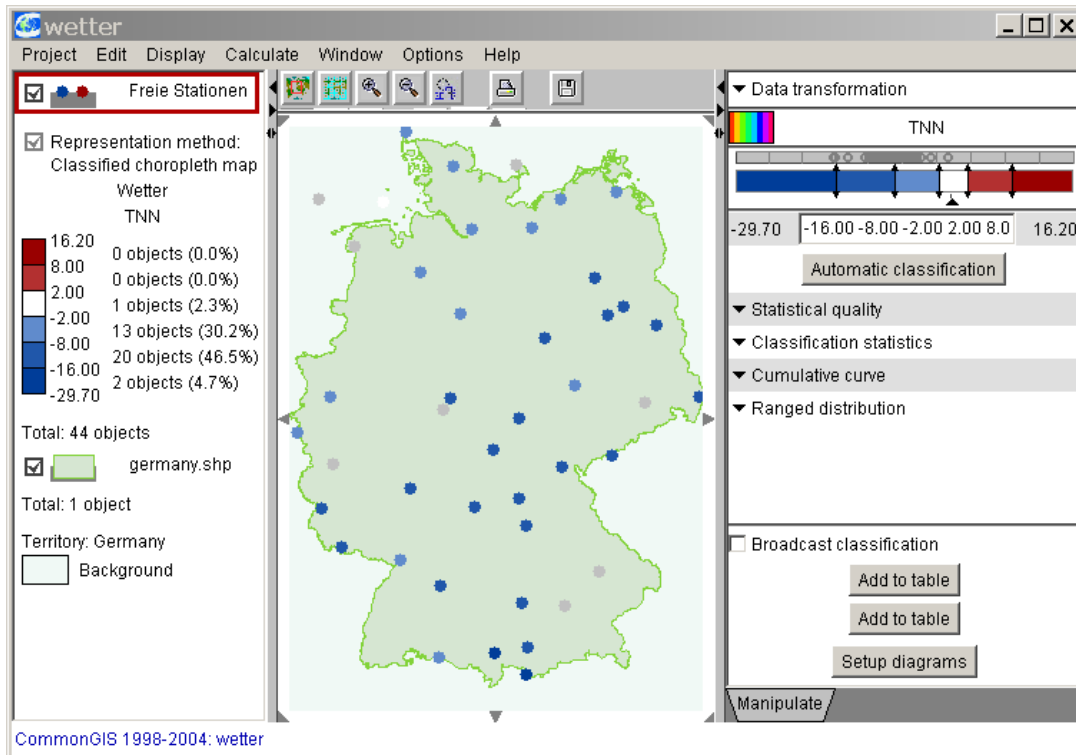 wetter
Project Edit Display Calculate Window Options Help
Freie Stationen
Representation method:
Classified choropleth map
Wetter
TNN
16.20
8.00
2.00
-2.00
-8.00
-16.00
-29.70
0 objects (0.0%)
0 objects (0.0%)
1 objects (2.3%)
13 objects (30.2%)
20 objects (46.5%)
2 objects (4.7%)
Total: 44 objects
germany.shp
Total: 1 object
Territory: Germany
Background
Data transformation
TNN
-29.70 -16.00 -8.00 -2.00 2.00 8.0 16.20
Automatic classification
Statistical quality
Classification statistics
Cumulative curve
Ranged distribution
Broadcast classification
Add to table
Add to table
Setup diagrams
Manipulate
CommonGIS 1998-2004: wetter